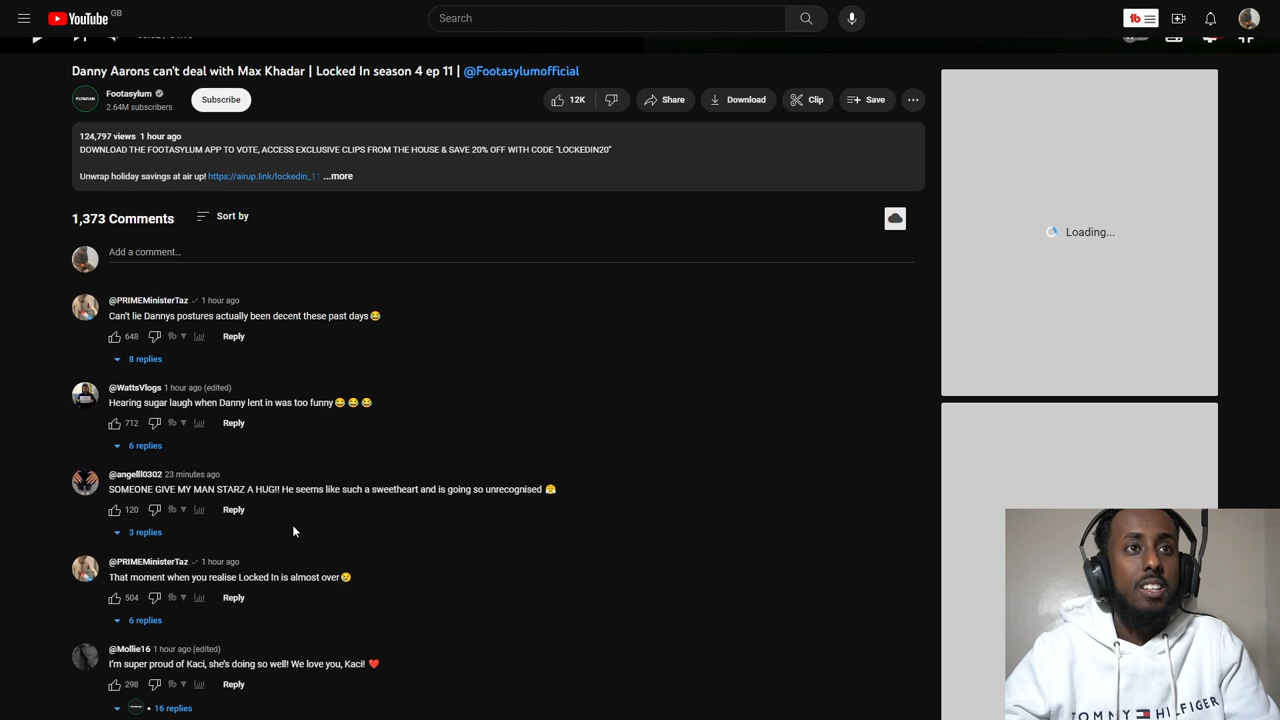 YouTube GB
Search
Danny Aarons can't deal with Max Khadar | Locked In season 4 ep 11 | @Footasylumofficial
Footasylum
2.64M subscribers
Subscribe
12K
Share
Download
Clip
Save
124,797 views 1 hour ago
DOWNLOAD THE FOOTASYLUM APP TO VOTE, ACCESS EXCLUSIVE CLIPS FROM THE HOUSE & SAVE 20% OFF WITH CODE "LOCKEDIN20"
Unwrap holiday savings at air up! https://airup.link/lockedin_11 ...more
1,373 Comments
Sort by
Add a comment...
Loading...
@PRIMEMinisterTaz 1 hour ago
Can't lie Dannys postures actually been decent these past days😂
648 Reply
8 replies
@WattsVlogs 1 hour ago (edited)
Hearing sugar laugh when Danny lent in was too funny😂 😂 😂
712 Reply
6 replies
@angelll0302 23 minutes ago
SOMEONE GIVE MY MAN STARZ A HUG!! He seems like such a sweetheart and is going so unrecognised 😤
120 Reply
3 replies
@PRIMEMinisterTaz 1 hour ago
That moment when you realise Locked In is almost over😢
504 Reply
6 replies
@Mollie16 1 hour ago (edited)
I'm super proud of Kaci, she's doing so well! We love you, Kaci! ❤️
298 Reply
16 replies
TOMMY HILFIGER